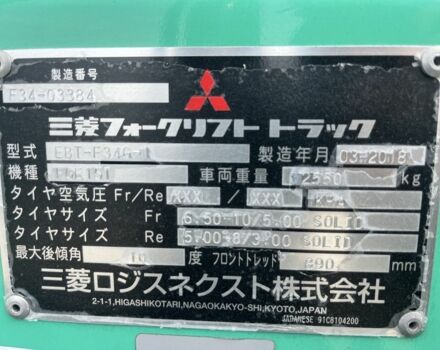 製造番号
F34-03384
三菱フォークリフト トラック
型式 製造年月 03-2018
機種 車両重量 2550 kg
タイヤ空気圧 Fr/Re XXX / XXX
タイヤサイズ Fr 6.50-10/5.00 SOLID
タイヤサイズ Re 5.00-8/3.00 SOLID
最大後傾角 10 度 フロントトレッド 890 mm
三菱ロジスネクスト株式会社
2-1-1,HIGASHIKOTARI,NAGAOKAKYO-SHI,KYOTO,JAPAN
JAPANESE 91C8104200